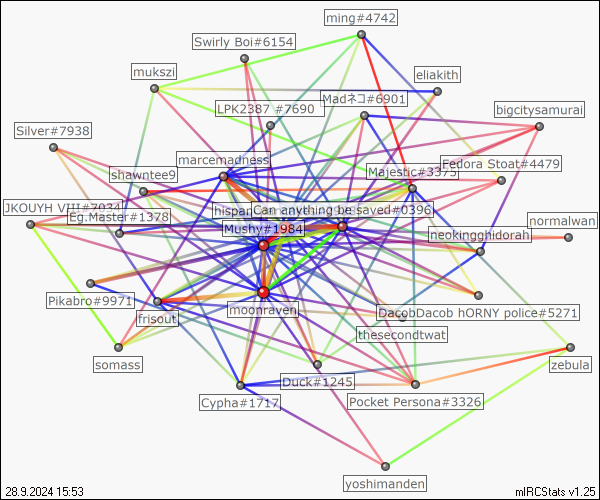 ming#4742
Swirly Boi#6154
mukszi
eliakith
Madネコ#6901
LPK2387 #7690
bigcitysamurai
Silver#7938
marcemadness
Fedora Stoat#4479
shawntee9
Majestic#3375
JKOUYH VIII#7034
Eg.Master#1378
hispan
Can anything be saved#0396
normalwan
Mushy#1984
neokingghidorah
Pikabro#9971
moonraven
DacobDacob hORNY police#5271
frisout
thesecondtwat
somass
zebula
Duck#1245
Cypha#1717
Pocket Persona#3326
yoshimanden
28.9.2024 15:53
mIRCStats v1.25